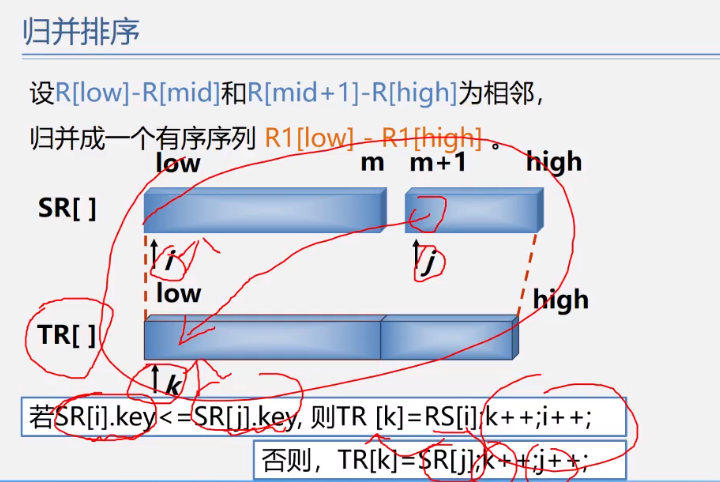 归并排序
设R[low]-R[mid]和R[mid+1]-R[high]为相邻，
归并成一个有序序列 R1[low] - R1[high] 。
low m m+1 high
SR[ ]
i j
low high
TR[ ]
k
若SR[i].key<=SR[j].key, 则TR [k]=RS[i];k++;i++;
否则，TR[k]=SR[j];k++;j++;